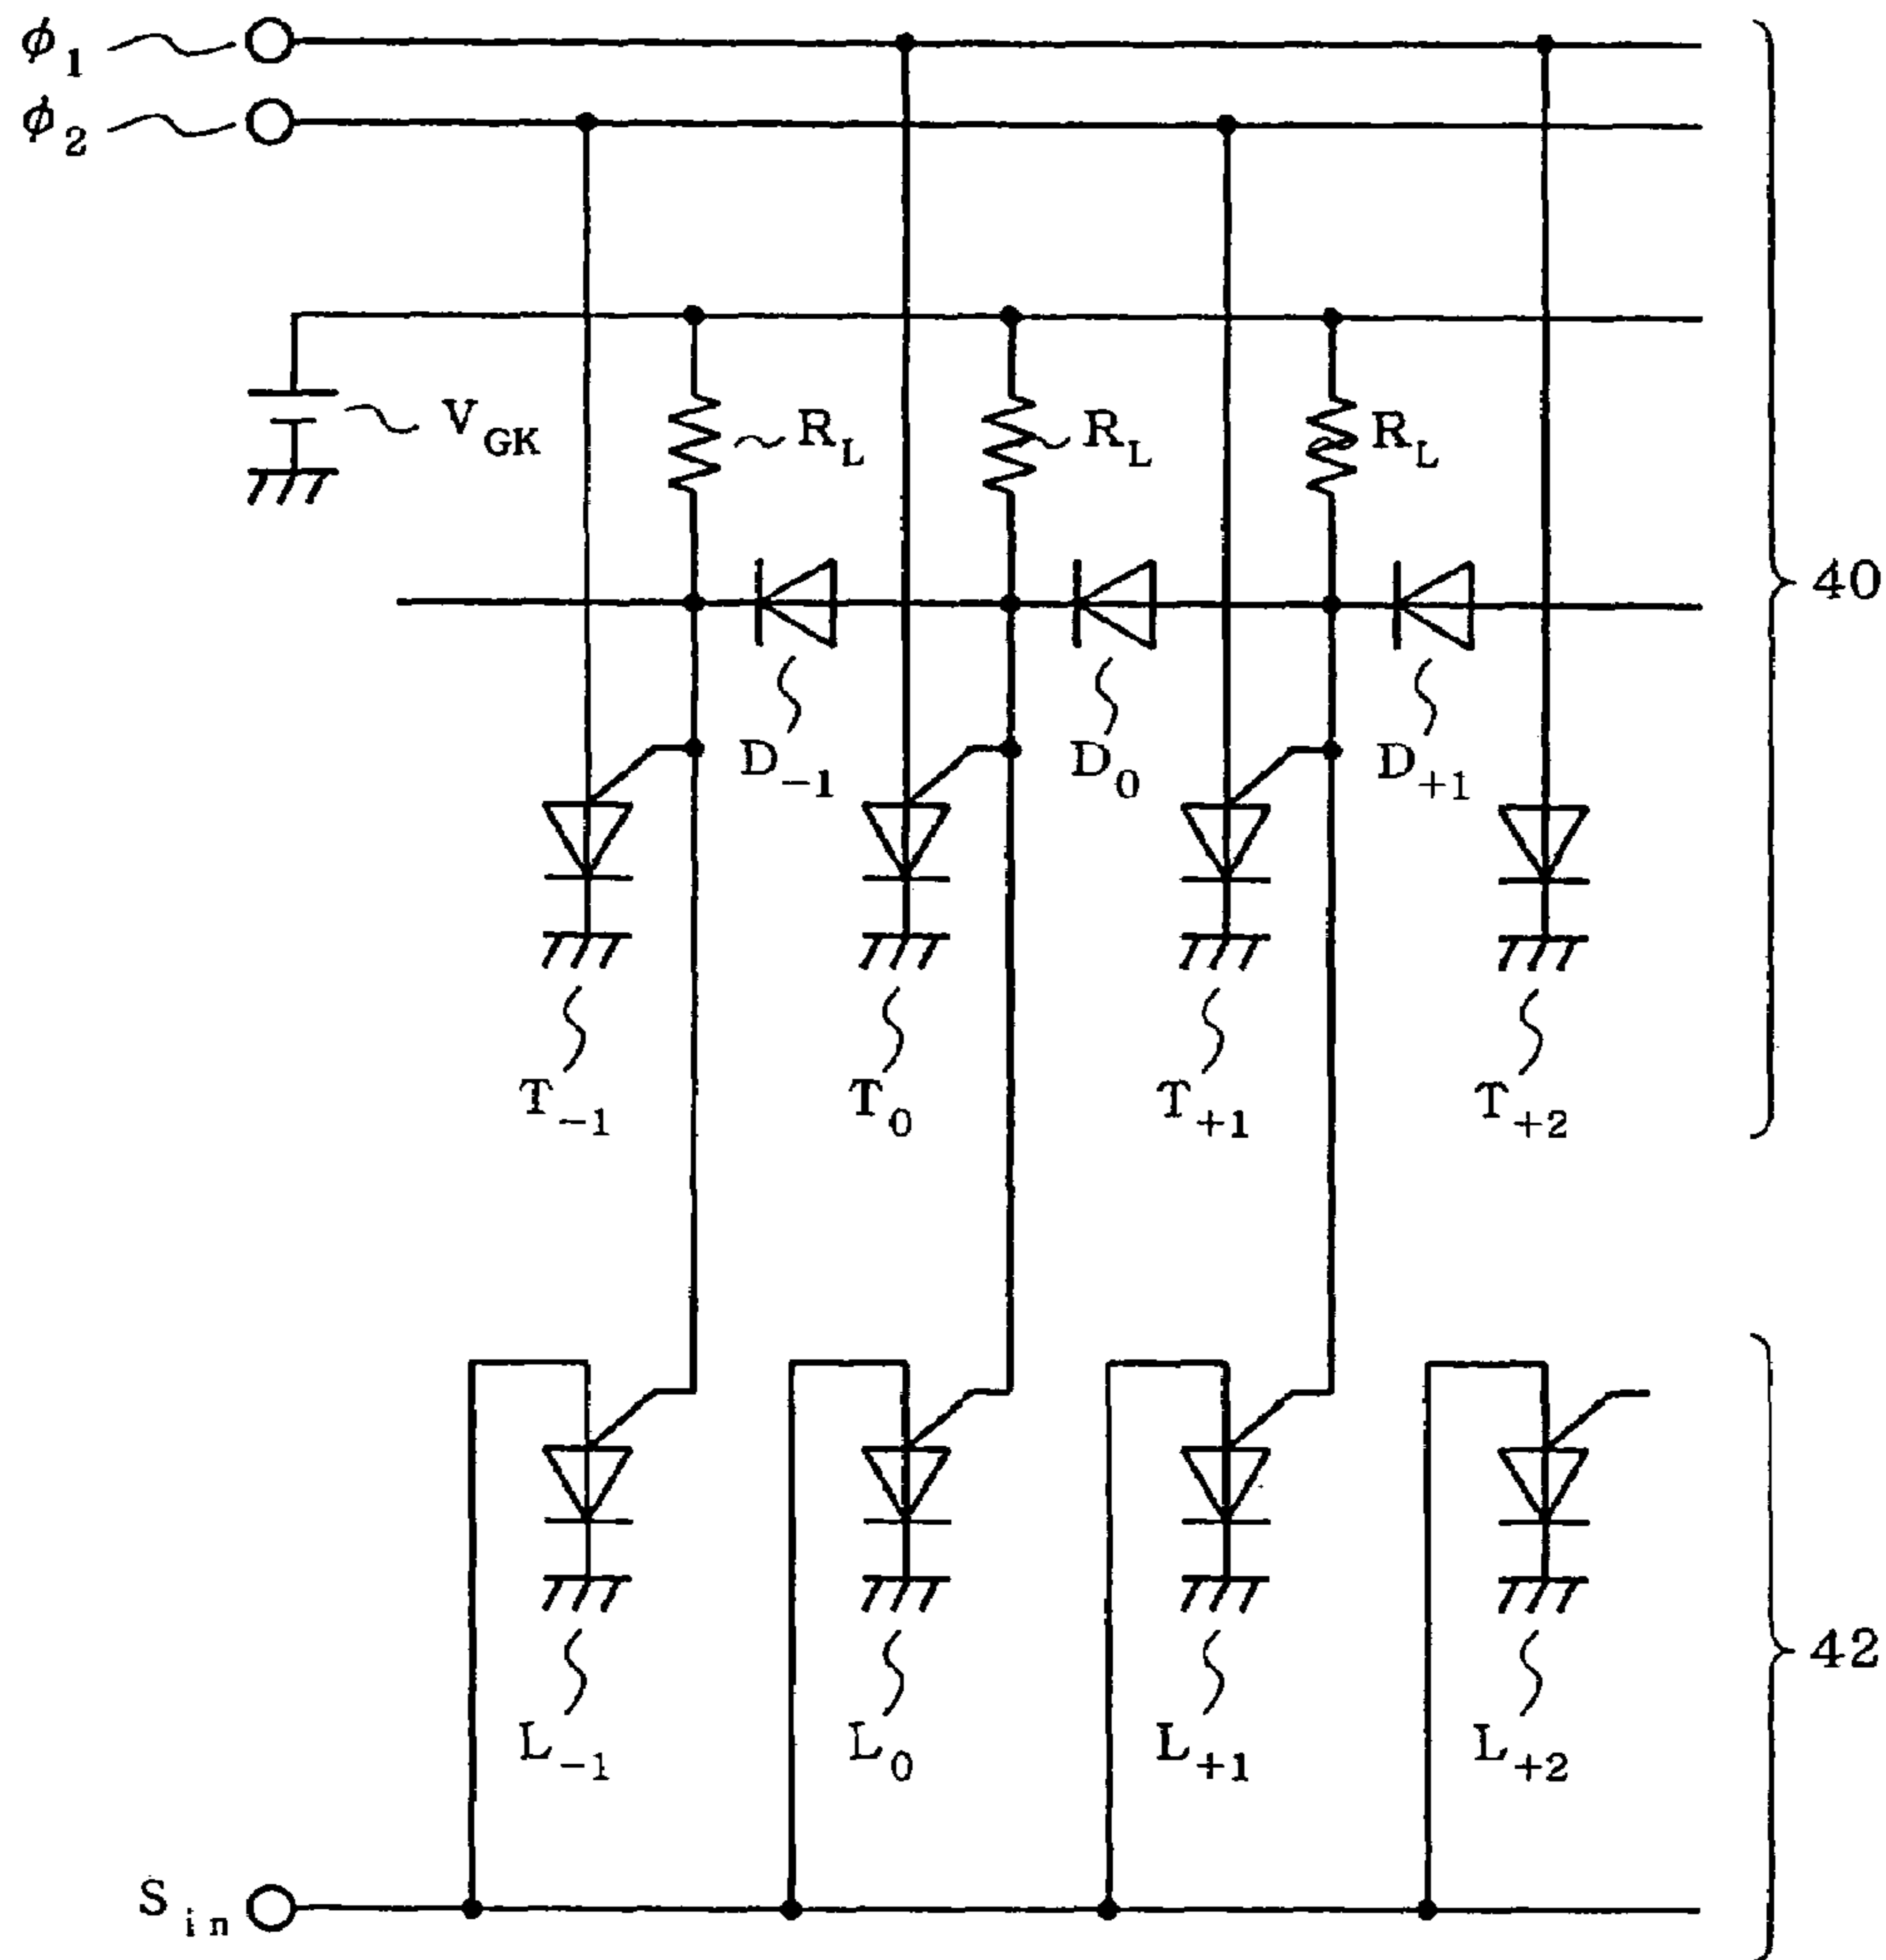 ϕ1
ϕ2
VGK
RL
RL
RL
40
D−1
D0
D+1
T−1
T0
T+1
T+2
42
L−1
L0
L+1
L+2
Sin